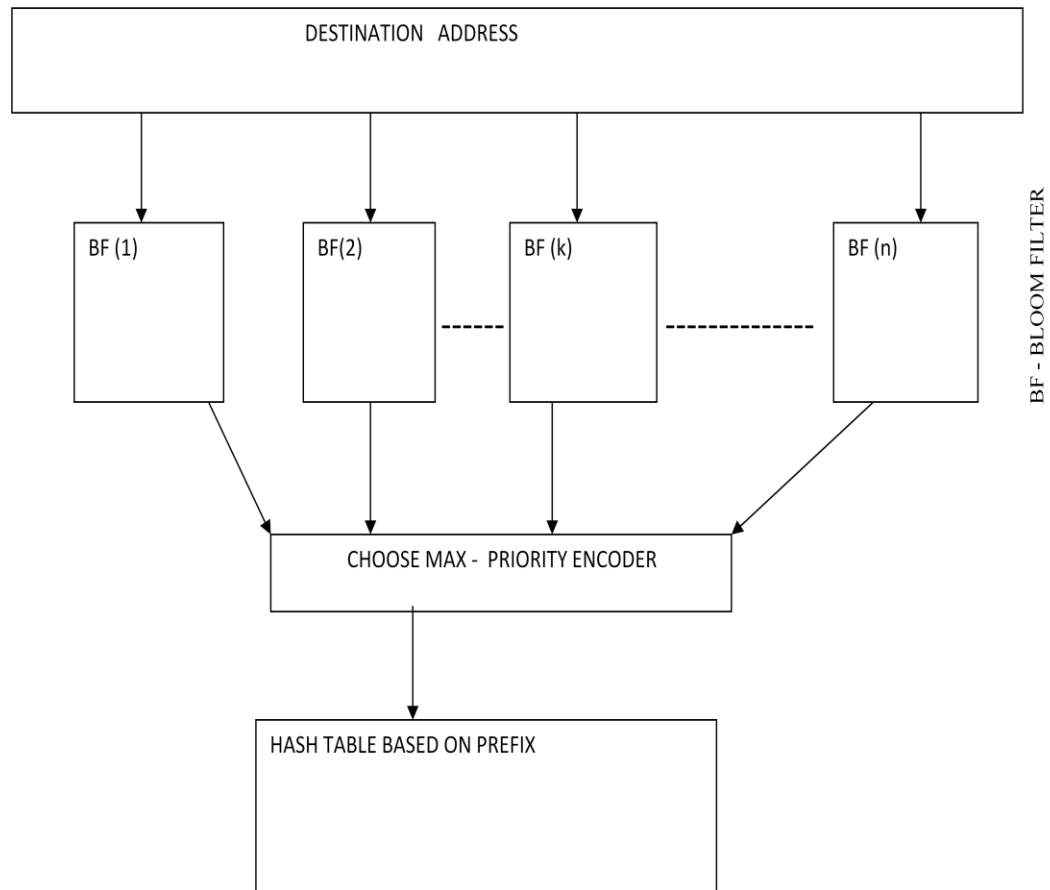 DESTINATION ADDRESS
BF (1)
BF(2)
BF (k)
BF (n)
BF - BLOOM FILTER
CHOOSE MAX - PRIORITY ENCODER
HASH TABLE BASED ON PREFIX